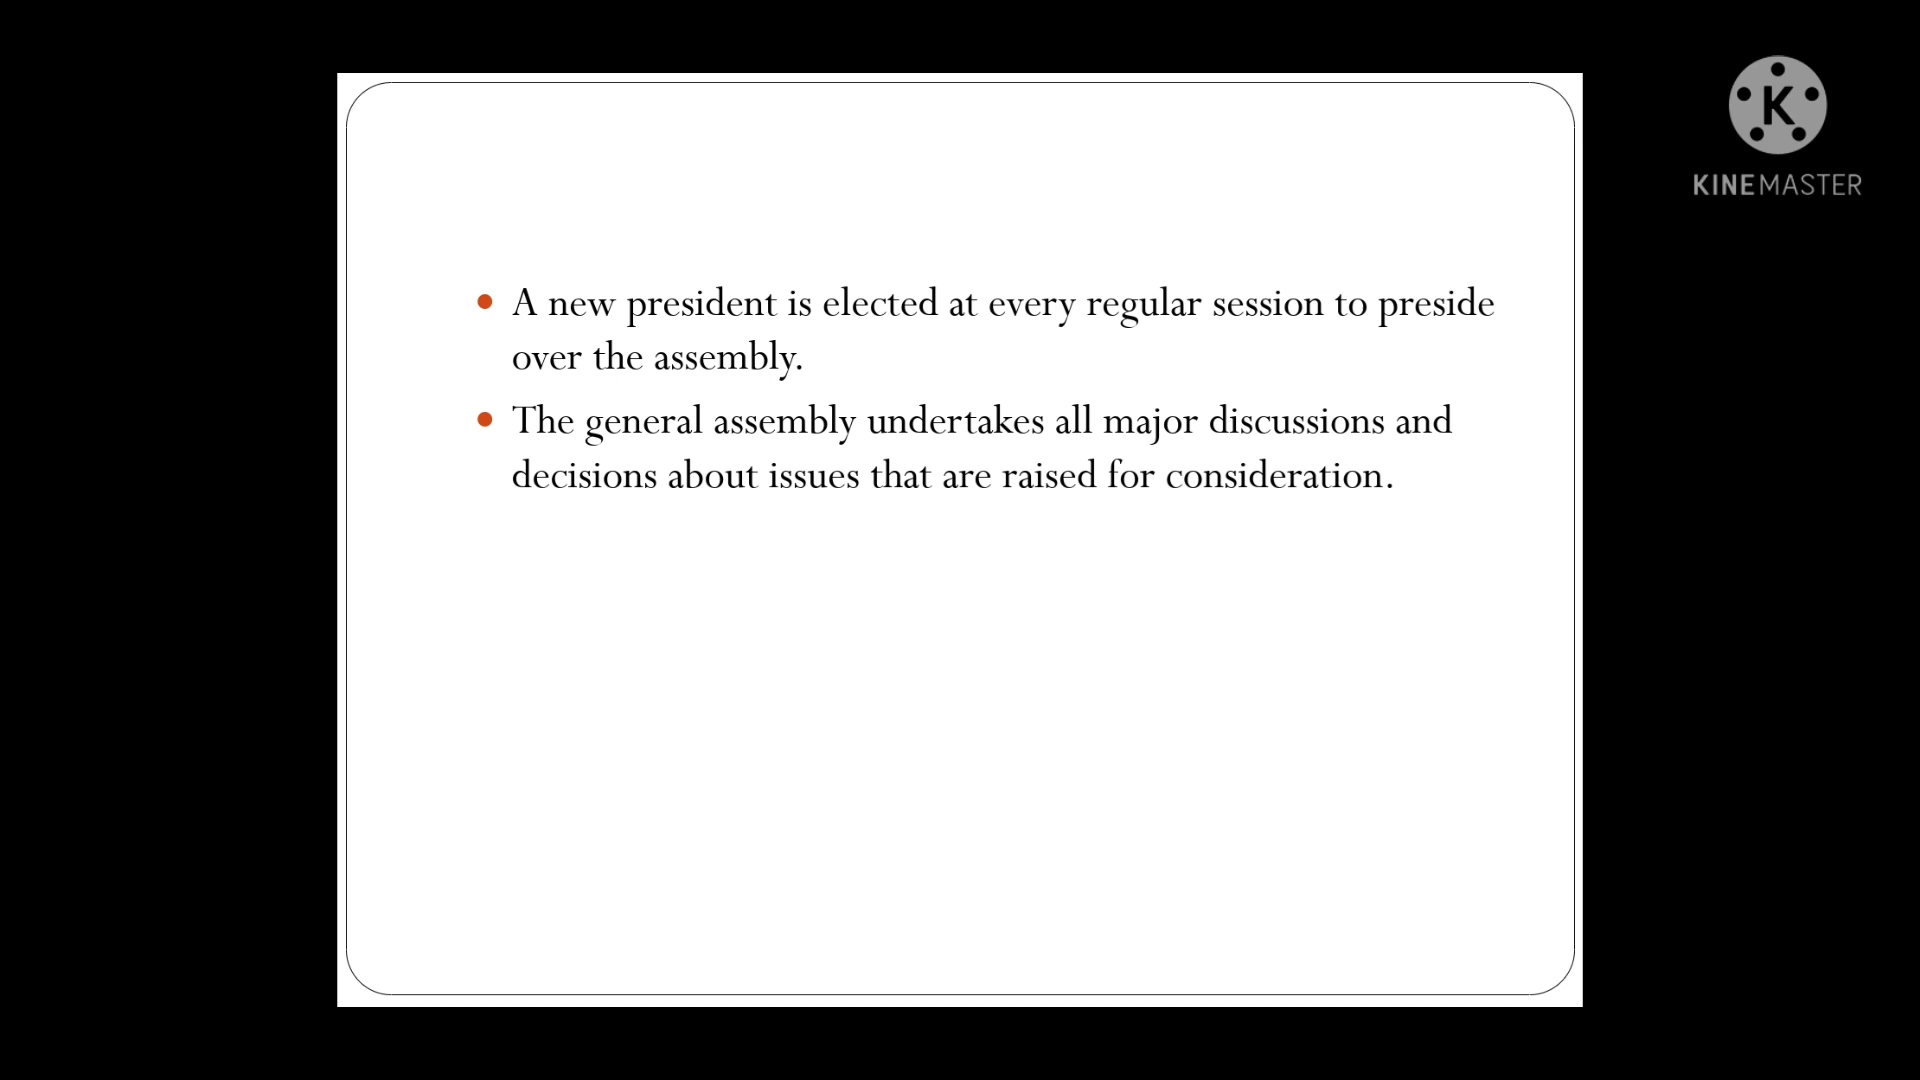 K
KINEMASTER
• A new president is elected at every regular session to preside
over the assembly.
• The general assembly undertakes all major discussions and
decisions about issues that are raised for consideration.